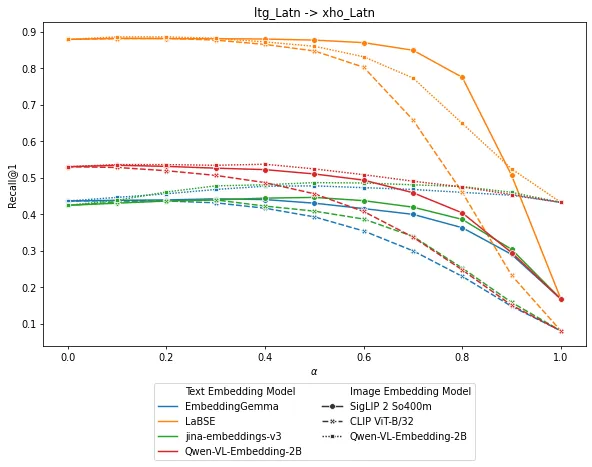 ltg_Latn -> xho_Latn
Recall@1
0.9
0.8
0.7
0.6
0.5
0.4
0.3
0.2
0.1
0.0 0.2 0.4 0.6 0.8 1.0
α
Text Embedding Model
EmbeddingGemma
LaBSE
jina-embeddings-v3
Qwen-VL-Embedding-2B
Image Embedding Model
SigLIP 2 So400m
CLIP ViT-B/32
Qwen-VL-Embedding-2B